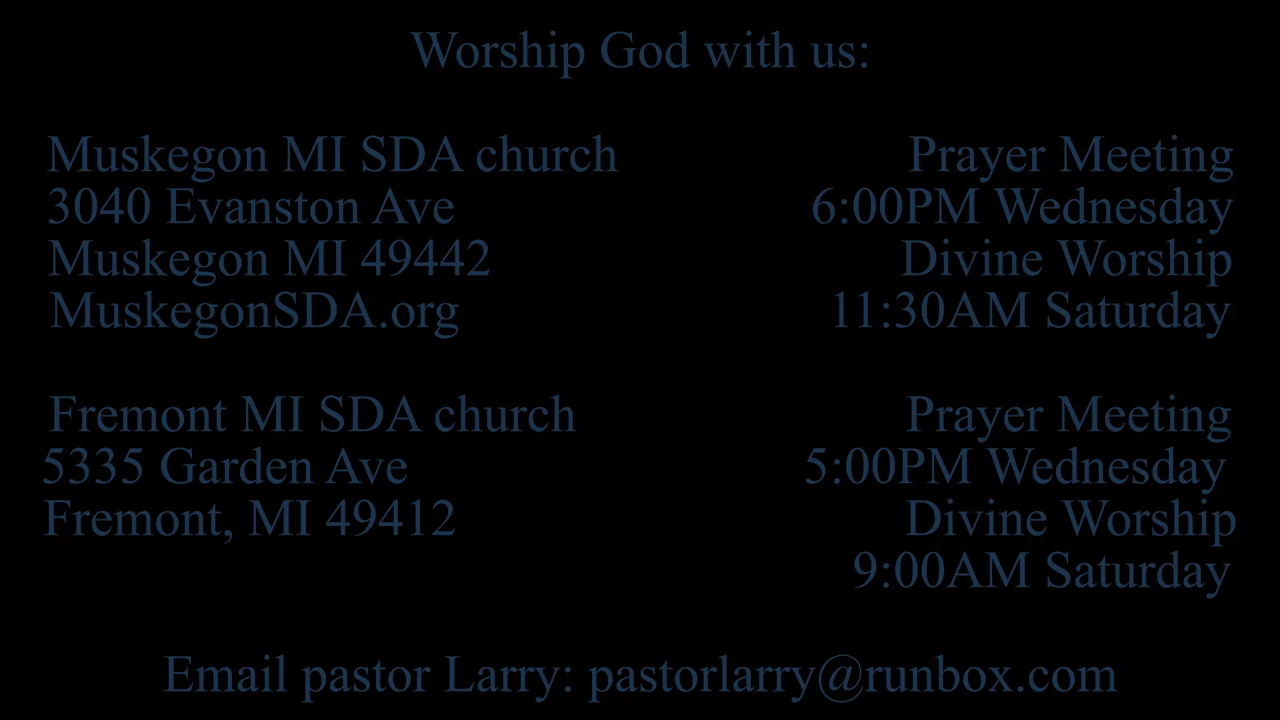 Worship God with us:
Muskegon MI SDA church
3040 Evanston Ave
Muskegon MI 49442
MuskegonSDA.org
Prayer Meeting
6:00PM Wednesday
Divine Worship
11:30AM Saturday
Fremont MI SDA church
5335 Garden Ave
Fremont, MI 49412
Prayer Meeting
5:00PM Wednesday
Divine Worship
9:00AM Saturday
Email pastor Larry: pastorlarry@runbox.com